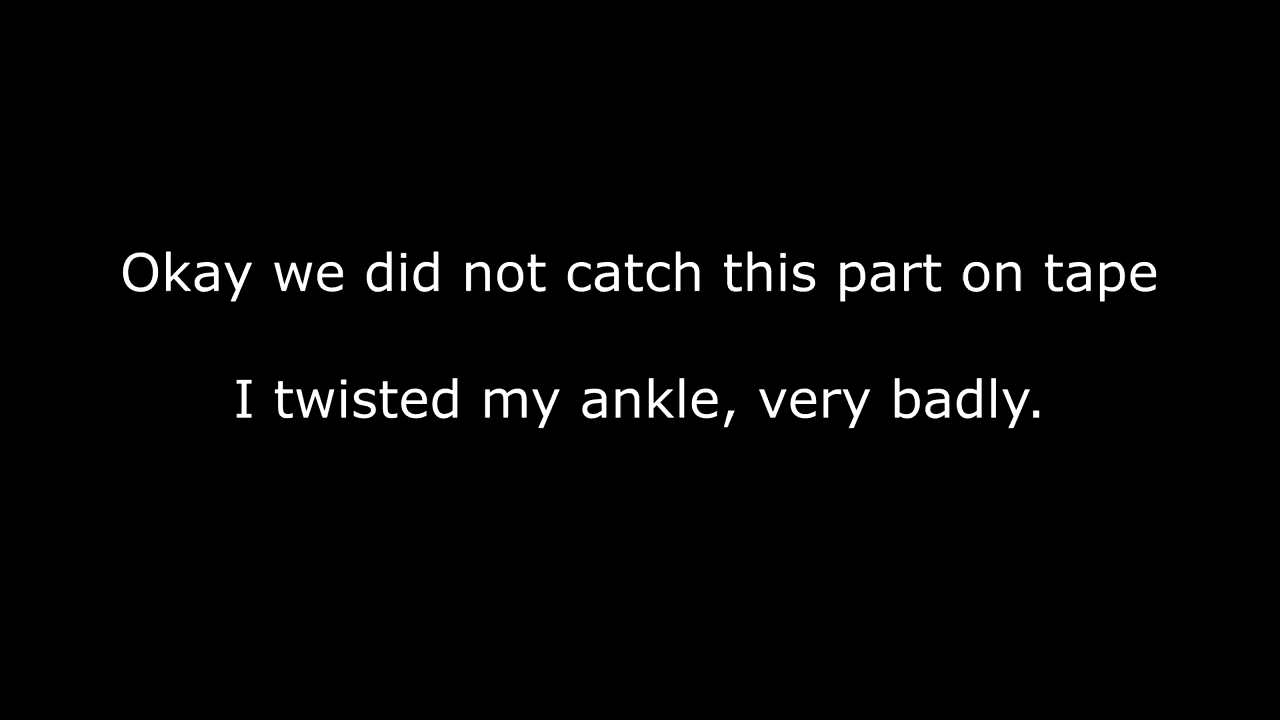 Okay we did not catch this part on tape
I twisted my ankle, very badly.